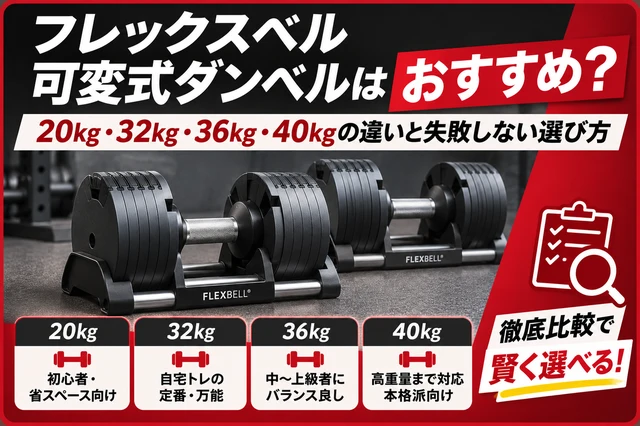 フレックスベル
可変式ダンベルは おすすめ?
20kg・32kg・36kg・40kgの違いと失敗しない選び方
FLEXBELL®
FLEXBELL®
20kg
初心者・
省スペース向け
32kg
自宅トレの
定番・万能
36kg
中～上級者に
バランス良し
40kg
高重量まで対応
本格派向け
徹底比較で
賢く選べる!